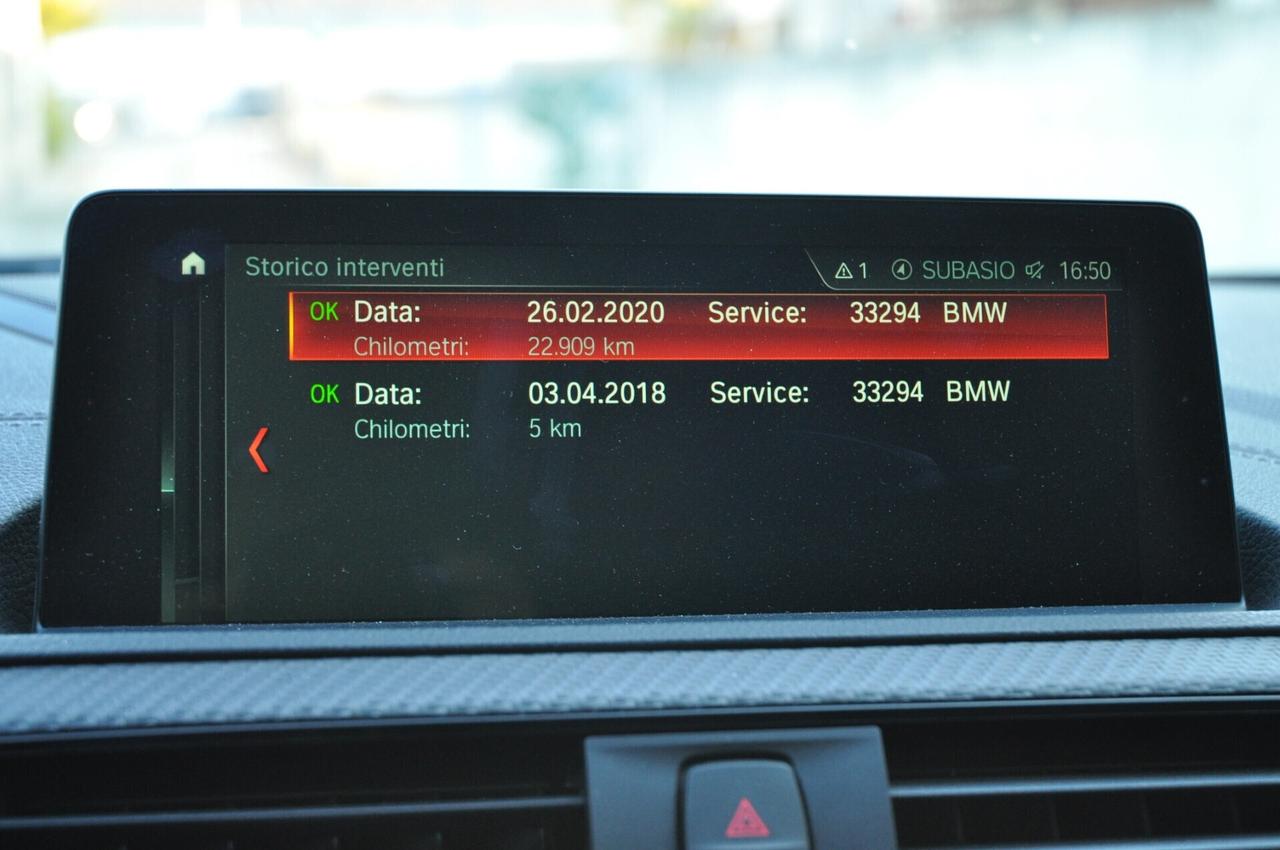 Storico interventi 1 SUBASIO 16:50
OK Data: 26.02.2020 Service: 33294 BMW
Chilometri: 22.909 km
OK Data: 03.04.2018 Service: 33294 BMW
Chilometri: 5 km